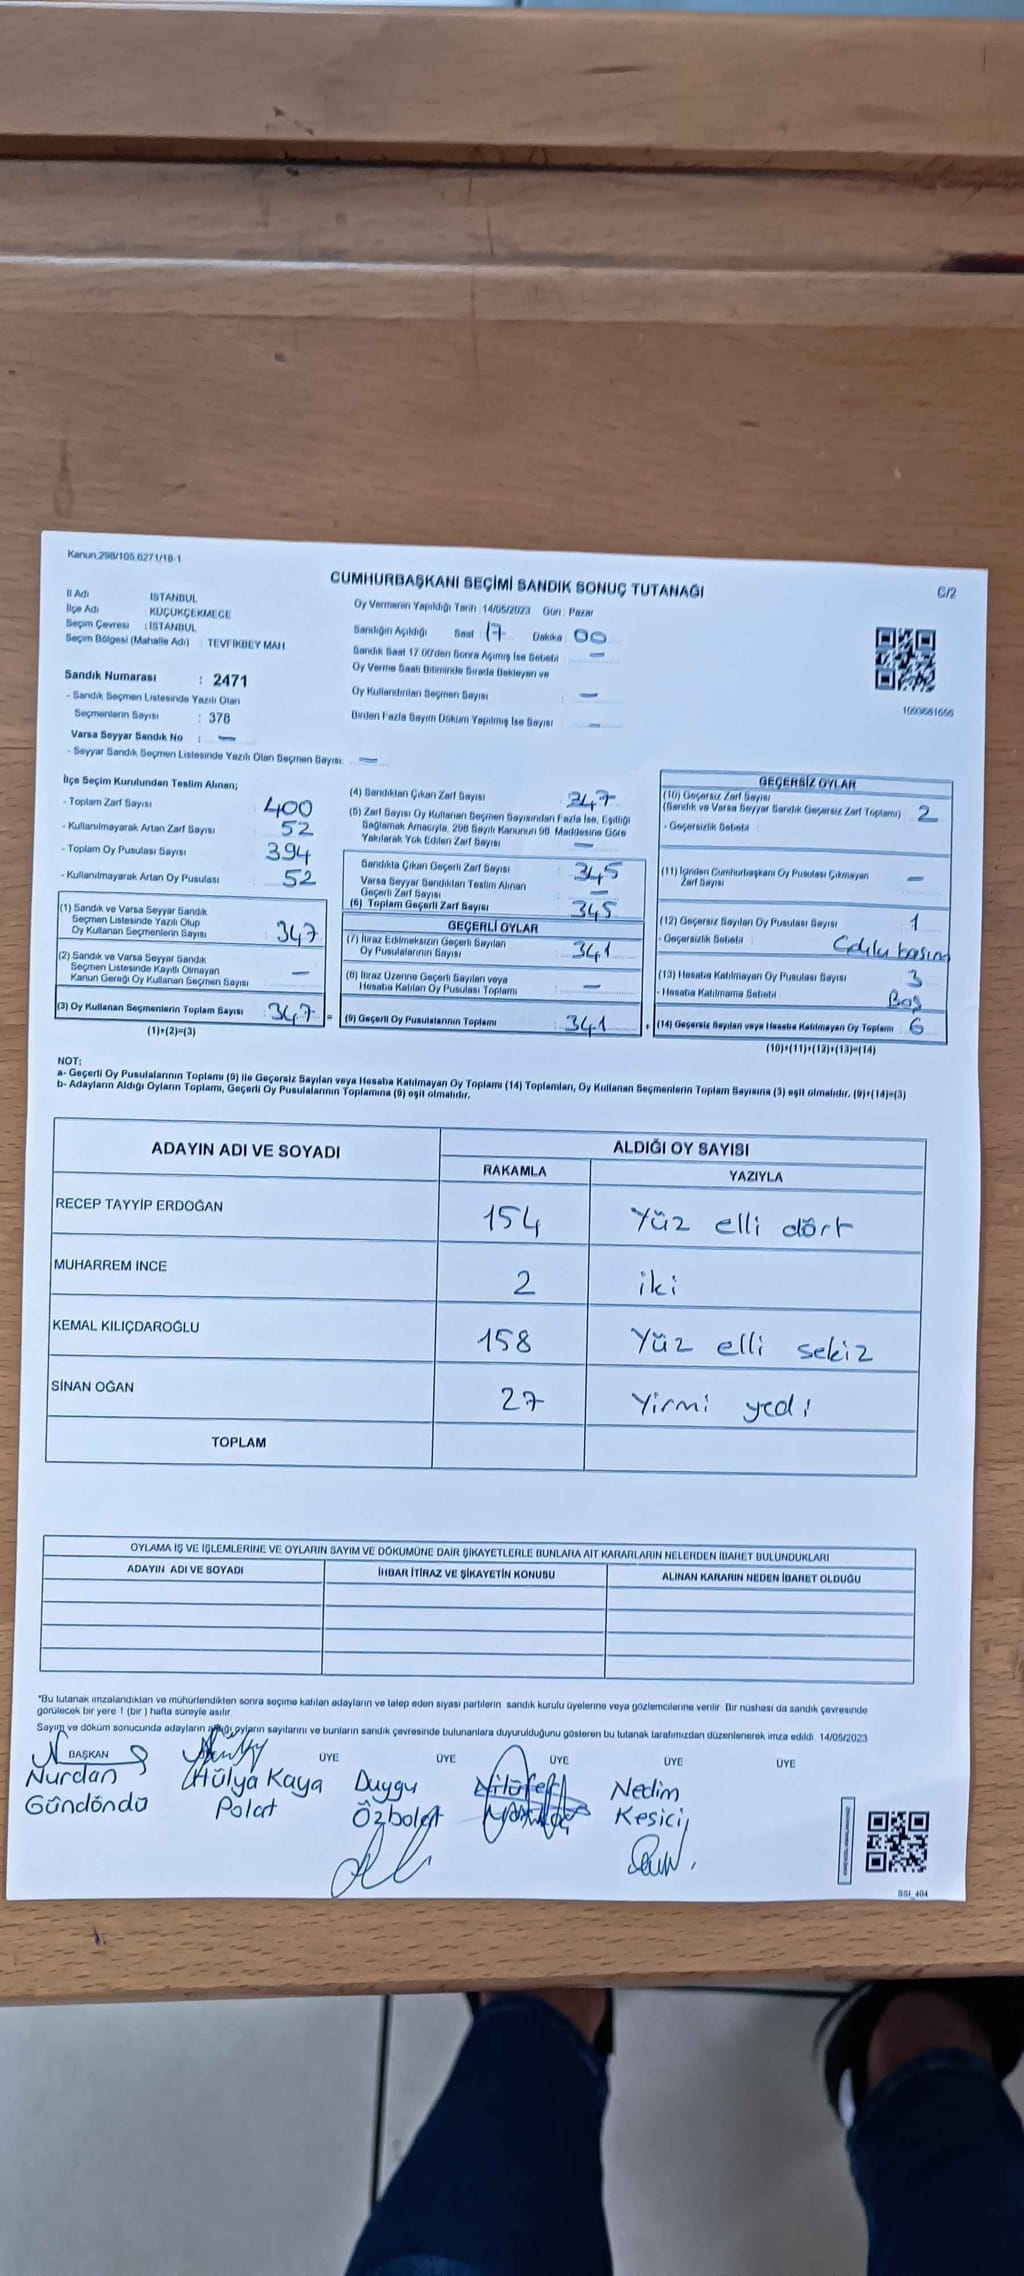 Kanun.298/105,6271/18-1
CUMHURBAŞKANI SEÇİMİ SANDIK SONUÇ TUTANAĞI
C/2
İl Adı İSTANBUL
İlçe Adı KÜÇÜKÇEKMECE
Seçim Çevresi : İSTANBUL
Seçim Bölgesi (Mahalle Adı) : TEVFİKBEY MAH
Sandık Numarası : 2471
- Sandık Seçmen Listesinde Yazılı Olan
Seçmenlerin Sayısı : 378
Varsa Seyyar Sandık No : —
- Seyyar Sandık Seçmen Listesinde Yazılı Olan Seçmen Sayısı: —
Oy Vermenin Yapıldığı Tarih : 14/05/2023 Gün : Pazar
Sandığın Açıldığı Saat : 17 Dakika : 00
Sandık Saat 17.00'den Sonra Açılmış İse Sebebi : —
Oy Verme Saati Bitiminde Sırada Bekleyen ve
Oy Kullandırılan Seçmen Sayısı : —
Birden Fazla Sayım Döküm Yapılmış İse Sayısı : —
İlçe Seçim Kurulundan Teslim Alınan;
- Toplam Zarf Sayısı : 400
- Kullanılmayarak Artan Zarf Sayısı : 52
- Toplam Oy Pusulası Sayısı : 394
- Kullanılmayarak Artan Oy Pusulası : 52
(1) Sandık ve Varsa Seyyar Sandık
Seçmen Listesinde Yazılı Olup
Oy Kullanan Seçmenlerin Sayısı : 347
(2) Sandık ve Varsa Seyyar Sandık
Seçmen Listesinde Kayıtlı Olmayan
Kanun Gereği Oy Kullanan Seçmen Sayısı : —
(3) Oy Kullanan Seçmenlerin Toplam Sayısı : 347 =
(1)+(2)=(3)
(4) Sandıktan Çıkan Zarf Sayısı : 347
(5) Zarf Sayısı Oy Kullanan Seçmen Sayısından Fazla İse, Eşitliği
Sağlamak Amacıyla, 298 Sayılı Kanunun 98. Maddesine Göre
Yakılarak Yok Edilen Zarf Sayısı : —
Sandıkta Çıkan Geçerli Zarf Sayısı : 345
Varsa Seyyar Sandıktan Teslim Alınan
Geçerli Zarf Sayısı : —
(6) Toplam Geçerli Zarf Sayısı : 345
GEÇERLİ OYLAR
(7) İtiraz Edilmeksizin Geçerli Sayılan
Oy Pusulalarının Sayısı : 341
(8) İtiraz Üzerine Geçerli Sayılan veya
Hesaba Katılan Oy Pusulası Toplamı : —
(9) Geçerli Oy Pusulalarının Toplamı : 341 +
GEÇERSİZ OYLAR
(10) Geçersiz Zarf Sayısı
(Sandık ve Varsa Seyyar Sandık Geçersiz Zarf Toplamı) : 2
- Geçersizlik Sebebi :
(11) İçinden Cumhurbaşkanı Oy Pusulası Çıkmayan
Zarf Sayısı : —
(12) Geçersiz Sayılan Oy Pusulası Sayısı : 1
- Geçersizlik Sebebi :
(13) Hesaba Katılmayan Oy Pusulası Sayısı : 3
- Hesaba Katılmama Sebebi : Boş
(14) Geçersiz Sayılan veya Hesaba Katılmayan Oy Toplamı : 6
(10)+(11)+(12)+(13)=(14)
NOT:
a- Geçerli Oy Pusulalarının Toplamı (9) ile Geçersiz Sayılan veya Hesaba Katılmayan Oy Toplamı (14) Toplamları, Oy Kullanan Seçmenlerin Toplam Sayısına (3) eşit olmalıdır. (9)+(14)=(3)
b- Adayların Aldığı Oyların Toplamı, Geçerli Oy Pusulalarının Toplamına (9) eşit olmalıdır.
ADAYIN ADI VE SOYADI ALDIĞI OY SAYISI
RAKAMLA YAZIYLA
RECEP TAYYİP ERDOĞAN 154 Yüz elli dört
MUHARREM İNCE 2 iki
KEMAL KILIÇDAROĞLU 158 Yüz elli sekiz
SİNAN OĞAN 27 Yirmi yedi
TOPLAM
OYLAMA İŞ VE İŞLEMLERİNE VE OYLARIN SAYIM VE DÖKÜMÜNE DAİR ŞİKAYETLERLE BUNLARA AİT KARARLARIN NELERDEN İBARET BULUNDUKLARI
ADAYIN ADI VE SOYADI İHBAR İTİRAZ VE ŞİKAYETİN KONUSU ALINAN KARARIN NEDEN İBARET OLDUĞU
*Bu tutanak imzalandıktan ve mühürlendikten sonra seçime katılan adayların ve talep eden siyasi partilerin sandık kurulu üyelerine veya gözlemcilerine verilir. Bir nüshası da sandık çevresinde
görülecek bir yere 1 (bir ) hafta süreyle asılır.
Sayım ve döküm sonucunda adayların aldığı oyların sayılarını ve bunların sandık çevresinde bulunanlara duyurulduğunu gösteren bu tutanak tarafımızdan düzenlenerek imza edildi. 14/05/2023
BAŞKAN ÜYE ÜYE ÜYE ÜYE ÜYE
Nurdan Hülya Kaya Duygu Nedim
Gündöndü Polat Özbolat Kesici
SSI_404